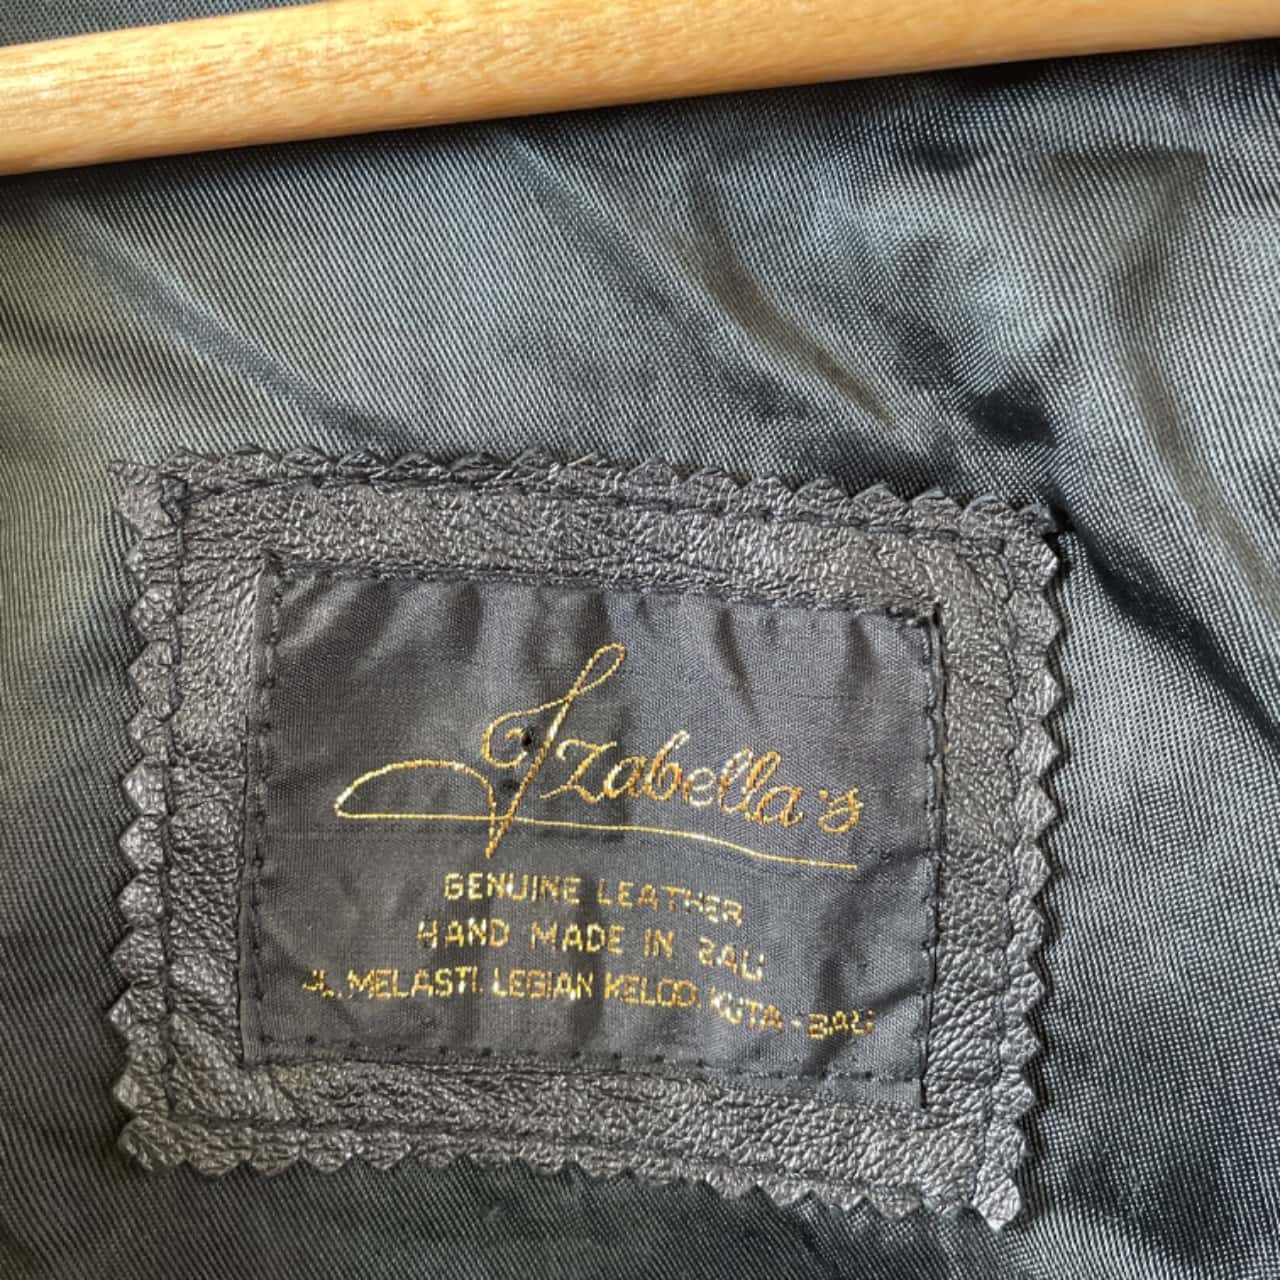 Izabella's
GENUINE LEATHER
HAND MADE IN BALI
JL. MELASTI. LEGIAN KELOD. KUTA - BALI